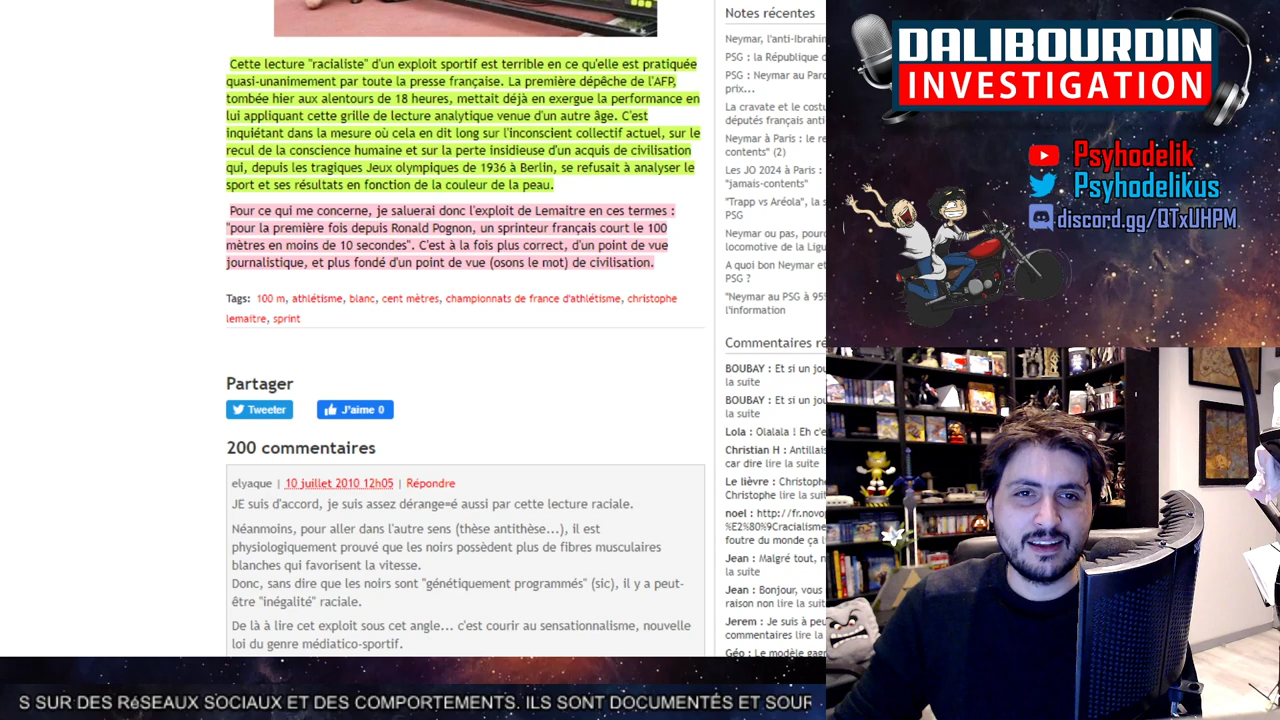 Cette lecture "racialiste" d'un exploit sportif est terrible en ce qu'elle est pratiquée
quasi-unanimement par toute la presse française. La première dépêche de l'AFP,
tombée hier aux alentours de 18 heures, mettait déjà en exergue la performance en
lui appliquant cette grille de lecture analytique venue d'un autre âge. C'est
inquiétant dans la mesure où cela en dit long sur l'inconscient collectif actuel, sur le
recul de la conscience humaine et sur la perte insidieuse d'un acquis de civilisation
qui, depuis les tragiques Jeux olympiques de 1936 à Berlin, se refusait à analyser le
sport et ses résultats en fonction de la couleur de la peau.
Pour ce qui me concerne, je saluerai donc l'exploit de Lemaitre en ces termes :
"pour la première fois depuis Ronald Pognon, un sprinteur français court le 100
mètres en moins de 10 secondes". C'est à la fois plus correct, d'un point de vue
journalistique, et plus fondé d'un point de vue (osons le mot) de civilisation.
Tags: 100 m, athlétisme, blanc, cent mètres, championnats de france d'athlétisme, christophe
lemaitre, sprint
Partager
Tweeter
J'aime 0
200 commentaires
elyaque | 10 juillet 2010 12h05 | Répondre
JE suis d'accord, je suis assez dérange=é aussi par cette lecture raciale.
Néanmoins, pour aller dans l'autre sens (thèse antithèse...), il est
physiologiquement prouvé que les noirs possèdent plus de fibres musculaires
blanches qui favorisent la vitesse.
Donc, sans dire que les noirs sont "génétiquement programmés" (sic), il y a peut-
être "inégalité" raciale.
De là à lire cet exploit sous cet angle... c'est courir au sensationnalisme, nouvelle
loi du genre médiatico-sportif.
Notes récentes
Neymar, l'anti-Ibrahim
PSG : la République d
PSG : Neymar au Parc
prix...
La cravate et le costu
députés français anti
Neymar à Paris : le re
contents" (2)
Les JO 2024 à Paris :
"jamais-contents"
"Trapp vs Aréola", la s
PSG
Neymar ou pas, pourq
locomotive de la Ligu
A quoi bon Neymar et
PSG ?
"Neymar au PSG à 95%
l'information
Commentaires ré
BOUBAY : Et si un jou
la suite
BOUBAY : Et si un jou
la suite
Lola : Olalala ! Eh c'e
Christian H : Antillais
car dire lire la suite
Le lièvre : Christophe
Christophe lire la suit
noel : http://fr.novop
%E2%80%9Cracialisme
foutre du monde ça l
Jean : Malgré tout, n
la suite
Jean : Bonjour, vous
raison non lire la suit
Jerem : Je suis à peu
commentaires lire la
Géo : Le modèle gagn
DALIBOURDIN
INVESTIGATION
Psyhodelik
Psyhodelikus
discord.gg/QTxUHPM
S SUR DES RéSEAUX SOCIAUX ET DES COMPORTEMENTS. ILS SONT DOCUMENTÉS ET SOUR